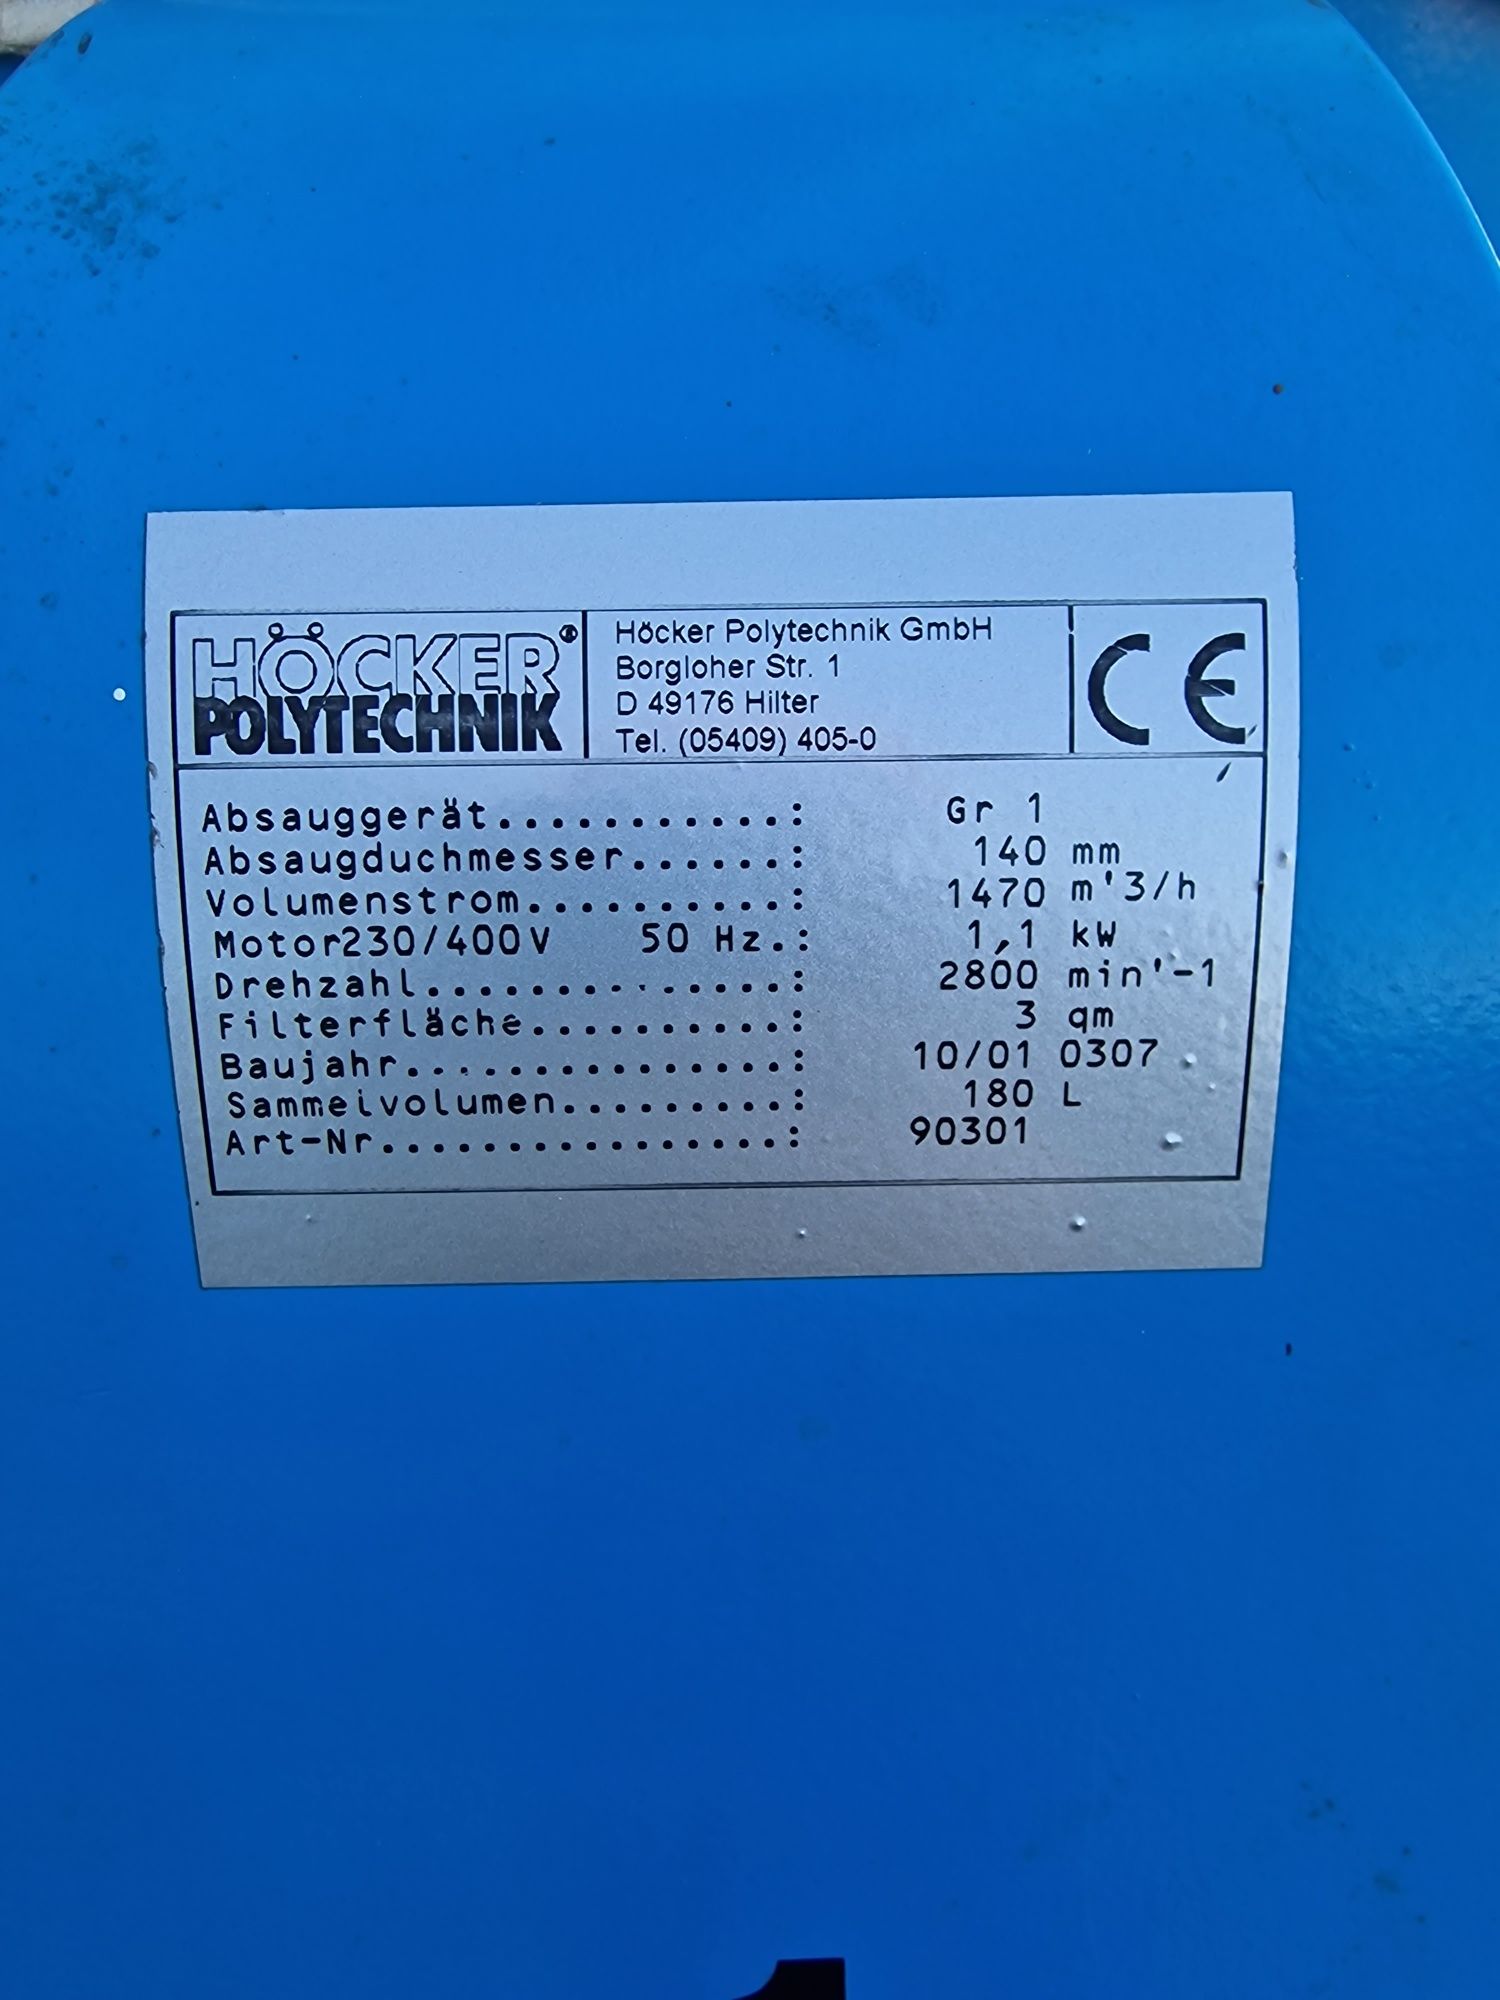 HÖCKER®
POLYTECHNIK
Höcker Polytechnik GmbH
Borgloher Str. 1
D 49176 Hilter
Tel. (05409) 405-0
CE
Absauggerät...........: Gr 1
Absaugduchmesser......: 140 mm
Volumenstrom..........: 1470 m'3/h
Motor230/400V 50 Hz.: 1,1 kW
Drehzahl..............: 2800 min'-1
Filterfläche..........: 3 qm
Baujahr...............: 10/01 0307
Sammelvolumen.........: 180 L
Art-Nr................: 90301